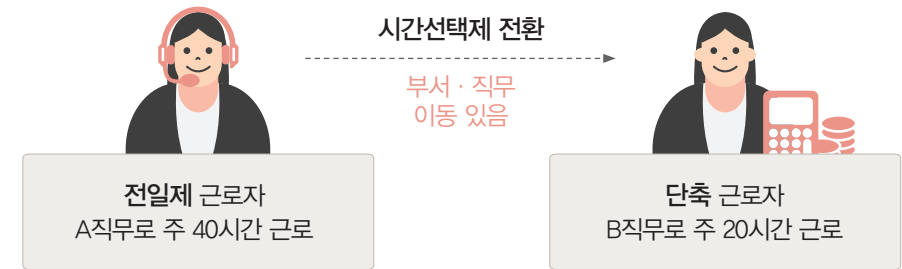 시간선택제 전환
부서 · 직무
이동 있음
전일제 근로자
A직무로 주 40시간 근로
단축 근로자
B직무로 주 20시간 근로